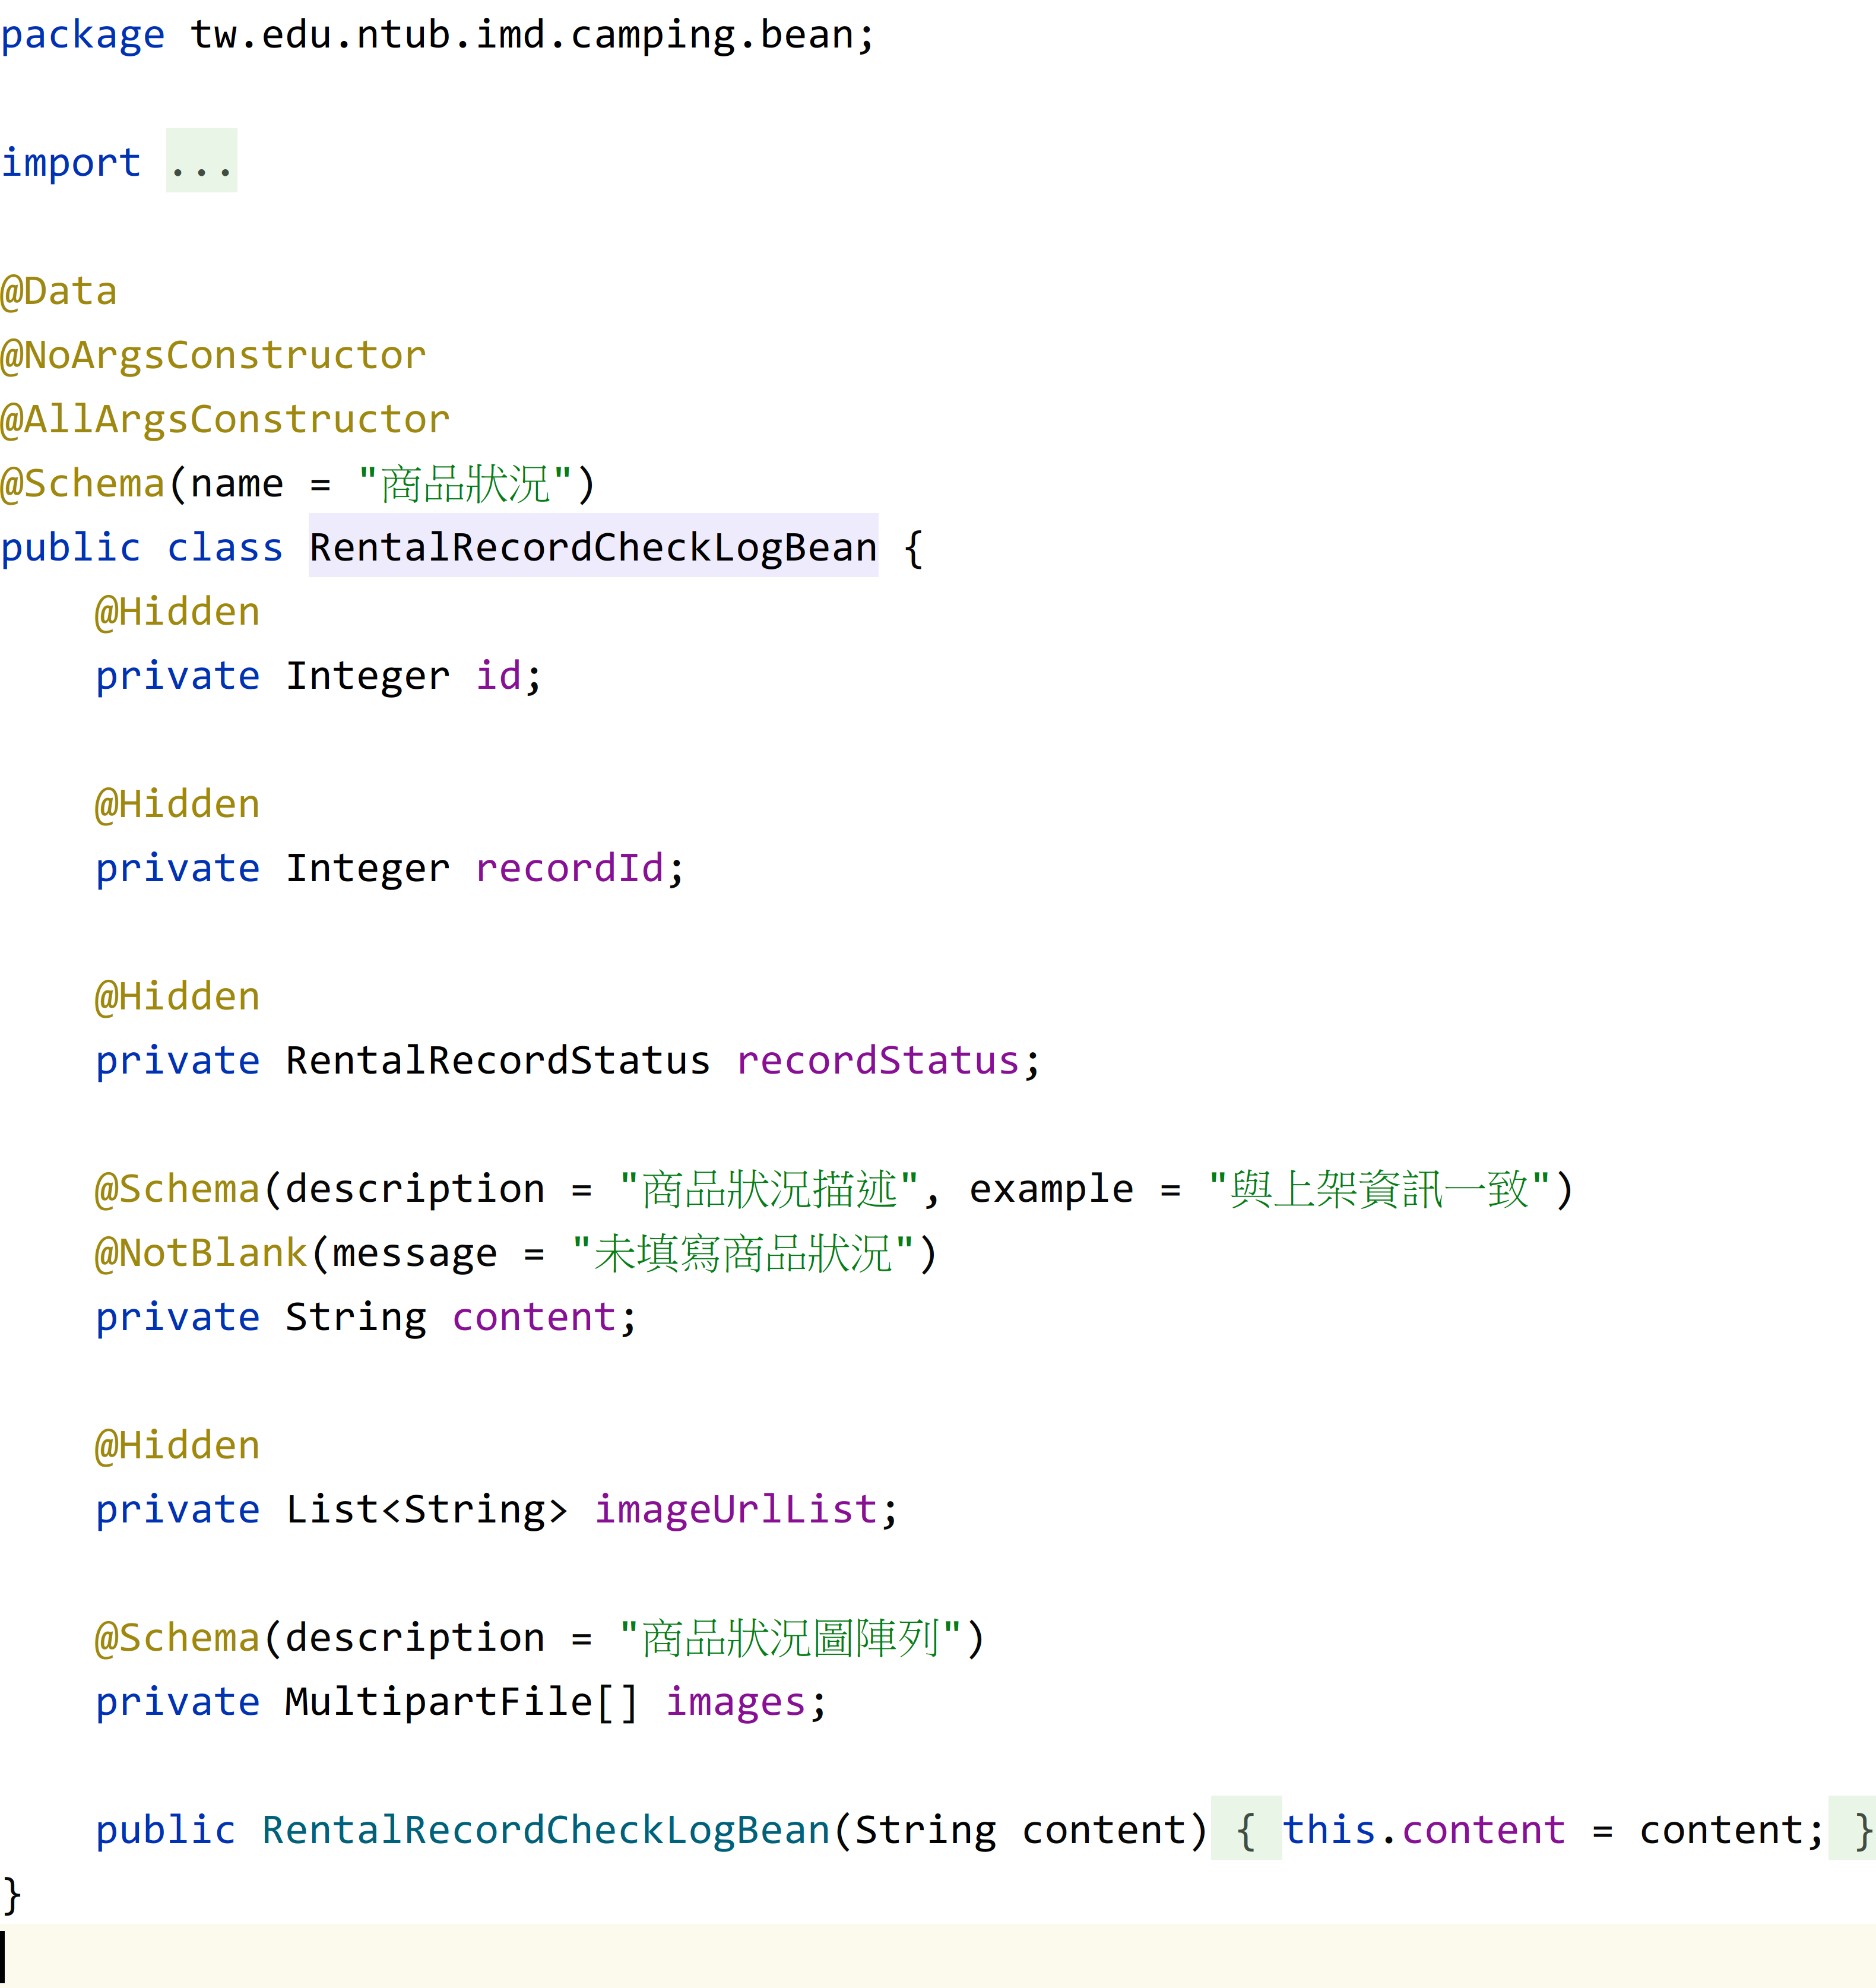 package tw.edu.ntub.imd.camping.bean;
import ...
@Data
@NoArgsConstructor
@AllArgsConstructor
@Schema(name = "商品狀況")
public class RentalRecordCheckLogBean {
@Hidden
private Integer id;
@Hidden
private Integer recordId;
@Hidden
private RentalRecordStatus recordStatus;
@Schema(description = "商品狀況描述", example = "與上架資訊一致")
@NotBlank(message = "未填寫商品狀況")
private String content;
@Hidden
private List<String> imageUrlList;
@Schema(description = "商品狀況圖陣列")
private MultipartFile[] images;
public RentalRecordCheckLogBean(String content) { this.content = content; }
}